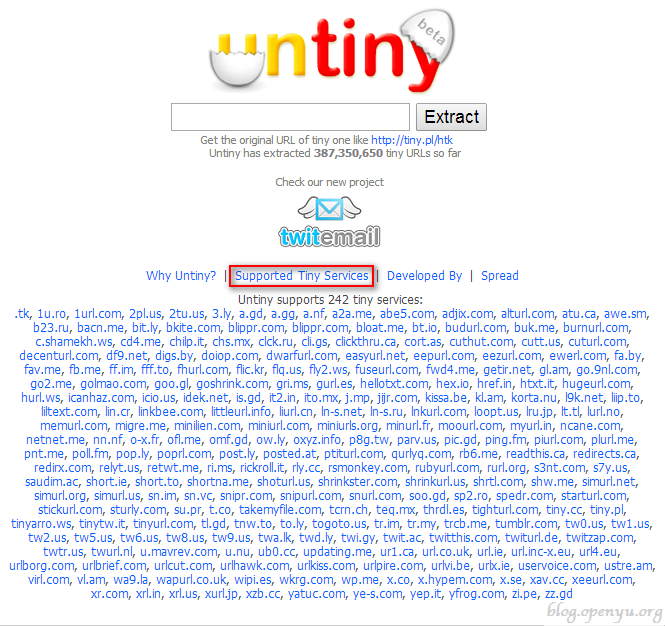 untiny beta
Extract
Get the original URL of tiny one like http://tiny.pl/htk
Untiny has extracted 387,350,650 tiny URLs so far
Check our new project
twitemail
Why Untiny? | Supported Tiny Services | Developed By | Spread
Untiny supports 242 tiny services:
.tk, 1u.ro, 1url.com, 2pl.us, 2tu.us, 3.ly, a.gd, a.gg, a.nf, a2a.me, abe5.com, adjix.com, alturl.com, atu.ca, awe.sm,
b23.ru, bacn.me, bit.ly, bkite.com, blippr.com, blippr.com, bloat.me, bt.io, budurl.com, buk.me, burnurl.com,
c.shamekh.ws, cd4.me, chilp.it, chs.mx, clck.ru, cli.gs, clickthru.ca, cort.as, cuthut.com, cutt.us, cuturl.com,
decenturl.com, df9.net, digs.by, doiop.com, dwarfurl.com, easyurl.net, eepurl.com, eezurl.com, ewerl.com, fa.by,
fav.me, fb.me, ff.im, fff.to, fhurl.com, flic.kr, flq.us, fly2.ws, fuseurl.com, fwd4.me, getir.net, gl.am, go.9nl.com,
go2.me, golmao.com, goo.gl, goshrink.com, gri.ms, gurl.es, hellotxt.com, hex.io, href.in, htxt.it, hugeurl.com,
hurl.ws, icanhaz.com, icio.us, idek.net, is.gd, it2.in, ito.mx, j.mp, jijr.com, kissa.be, kl.am, korta.nu, l9k.net, liip.to,
liltext.com, lin.cr, linkbee.com, littleurl.info, liurl.cn, ln-s.net, ln-s.ru, lnkurl.com, loopt.us, lru.jp, lt.tl, lurl.no,
memurl.com, migre.me, minilien.com, miniurl.com, miniurls.org, minurl.fr, moourl.com, myurl.in, ncane.com,
netnet.me, nn.nf, o-x.fr, ofl.me, omf.gd, ow.ly, oxyz.info, p8g.tw, parv.us, pic.gd, ping.fm, piurl.com, plurl.me,
pnt.me, poll.fm, pop.ly, poprl.com, post.ly, posted.at, ptiturl.com, qurlyq.com, rb6.me, readthis.ca, redirects.ca,
redirx.com, relyt.us, retwt.me, ri.ms, rickroll.it, rly.cc, rsmonkey.com, rubyurl.com, rurl.org, s3nt.com, s7y.us,
saudim.ac, short.ie, short.to, shortna.me, shoturl.us, shrinkster.com, shrinkurl.us, shrtl.com, shw.me, simurl.net,
simurl.org, simurl.us, sn.im, sn.vc, snipr.com, snipurl.com, snurl.com, soo.gd, sp2.ro, spedr.com, starturl.com,
stickurl.com, sturly.com, su.pr, t.co, takemyfile.com, tcrn.ch, teq.mx, thrdl.es, tighturl.com, tiny.cc, tiny.pl,
tinyarro.ws, tinytw.it, tinyurl.com, tl.gd, tnw.to, to.ly, togoto.us, tr.im, tr.my, trcb.me, tumblr.com, tw0.us, tw1.us,
tw2.us, tw5.us, tw6.us, tw8.us, tw9.us, twa.lk, twd.ly, twi.gy, twit.ac, twitthis.com, twiturl.de, twitzap.com,
twtr.us, twurl.nl, u.mavrev.com, u.nu, ub0.cc, updating.me, ur1.ca, url.co.uk, url.ie, url.inc-x.eu, url4.eu,
urlborg.com, urlbrief.com, urlcut.com, urlhawk.com, urlkiss.com, urlpire.com, urlvi.be, urlx.ie, uservoice.com, ustre.am,
virl.com, vl.am, wa9.la, wapurl.co.uk, wipi.es, wkrg.com, wp.me, x.co, x.hypem.com, x.se, xav.cc, xeeurl.com,
xr.com, xrl.in, xrl.us, xurl.jp, xzb.cc, yatuc.com, ye-s.com, yep.it, yfrog.com, zi.pe, zz.gd
blog.openyu.org